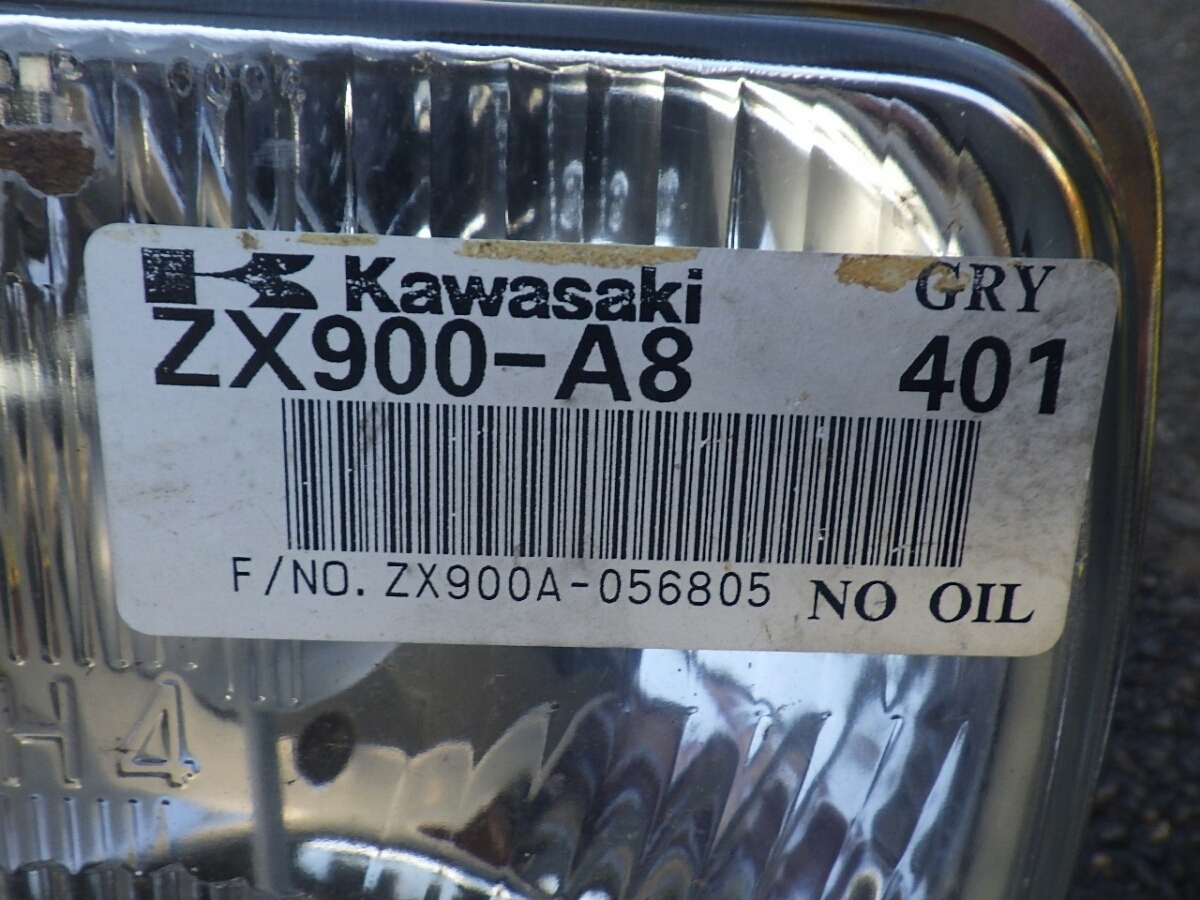 Kawasaki GRY
ZX900-A8 401
F/NO. ZX900A-056805 NO OIL
H4